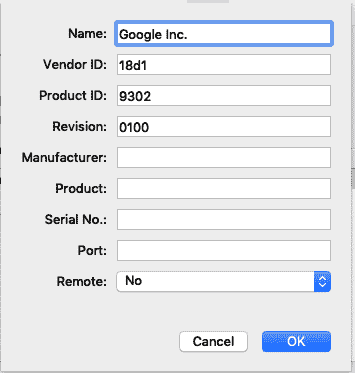 Name: Google Inc.
Vendor ID: 18d1
Product ID: 9302
Revision: 0100
Manufacturer:
Product:
Serial No.:
Port:
Remote: No
Cancel OK